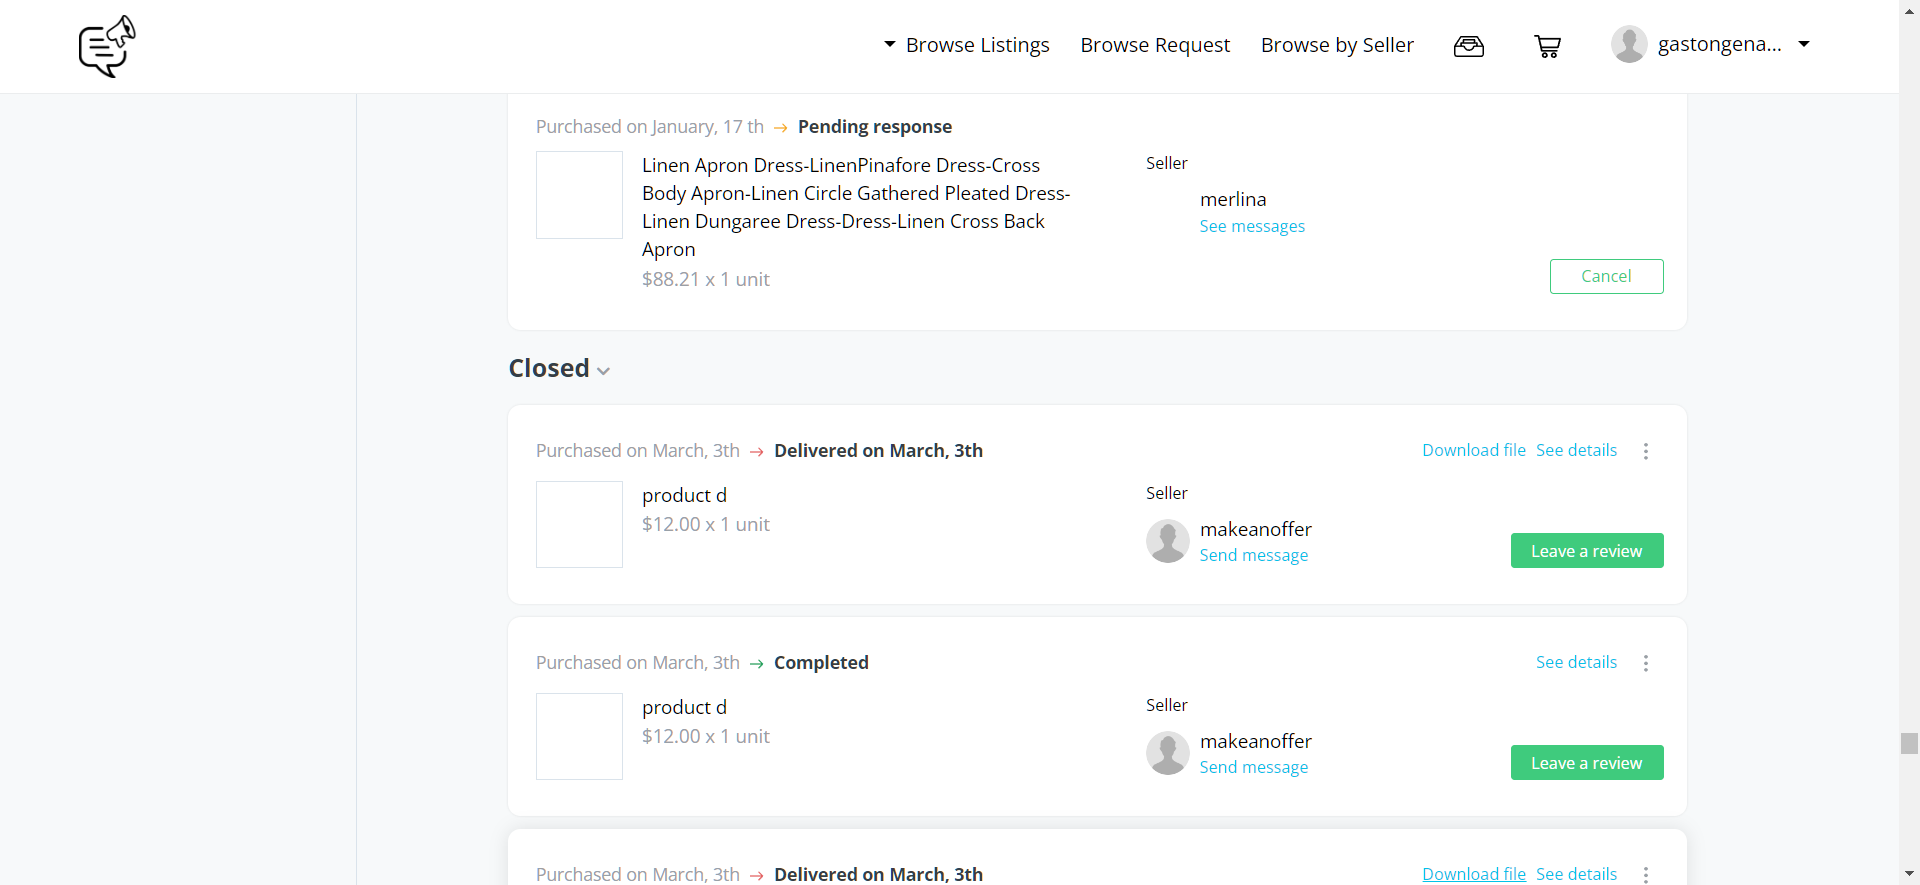 Browse Listings
Browse Request
Browse by Seller
gastongena...
Purchased on January, 17 th → Pending response
Linen Apron Dress-LinenPinafore Dress-Cross
Body Apron-Linen Circle Gathered Pleated Dress-
Linen Dungaree Dress-Dress-Linen Cross Back
Apron
$88.21 x 1 unit
Seller
merlina
See messages
Cancel
Closed
Purchased on March, 3th → Delivered on March, 3th
Download file
See details
product d
$12.00 x 1 unit
Seller
makeanoffer
Send message
Leave a review
Purchased on March, 3th → Completed
See details
product d
$12.00 x 1 unit
Seller
makeanoffer
Send message
Leave a review
Purchased on March, 3th → Delivered on March, 3th
Download file
See details